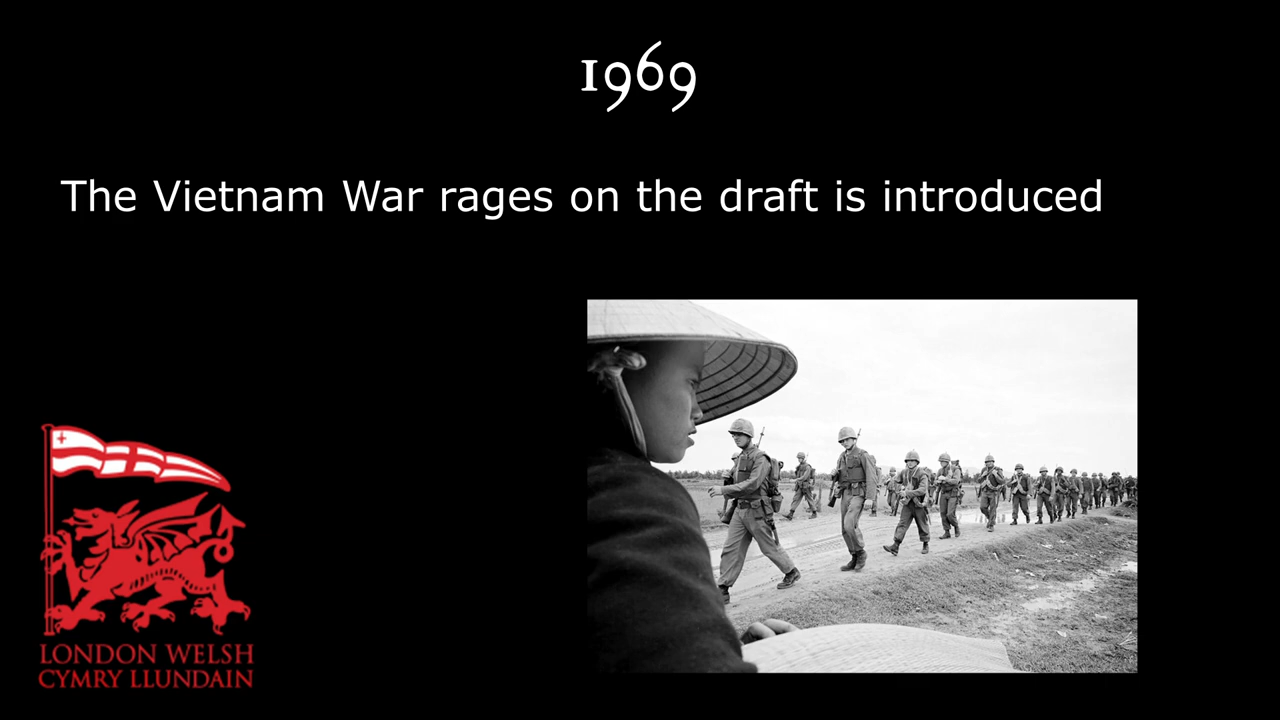 1969
The Vietnam War rages on the draft is introduced
LONDON WELSH
CYMRY LLUNDAIN